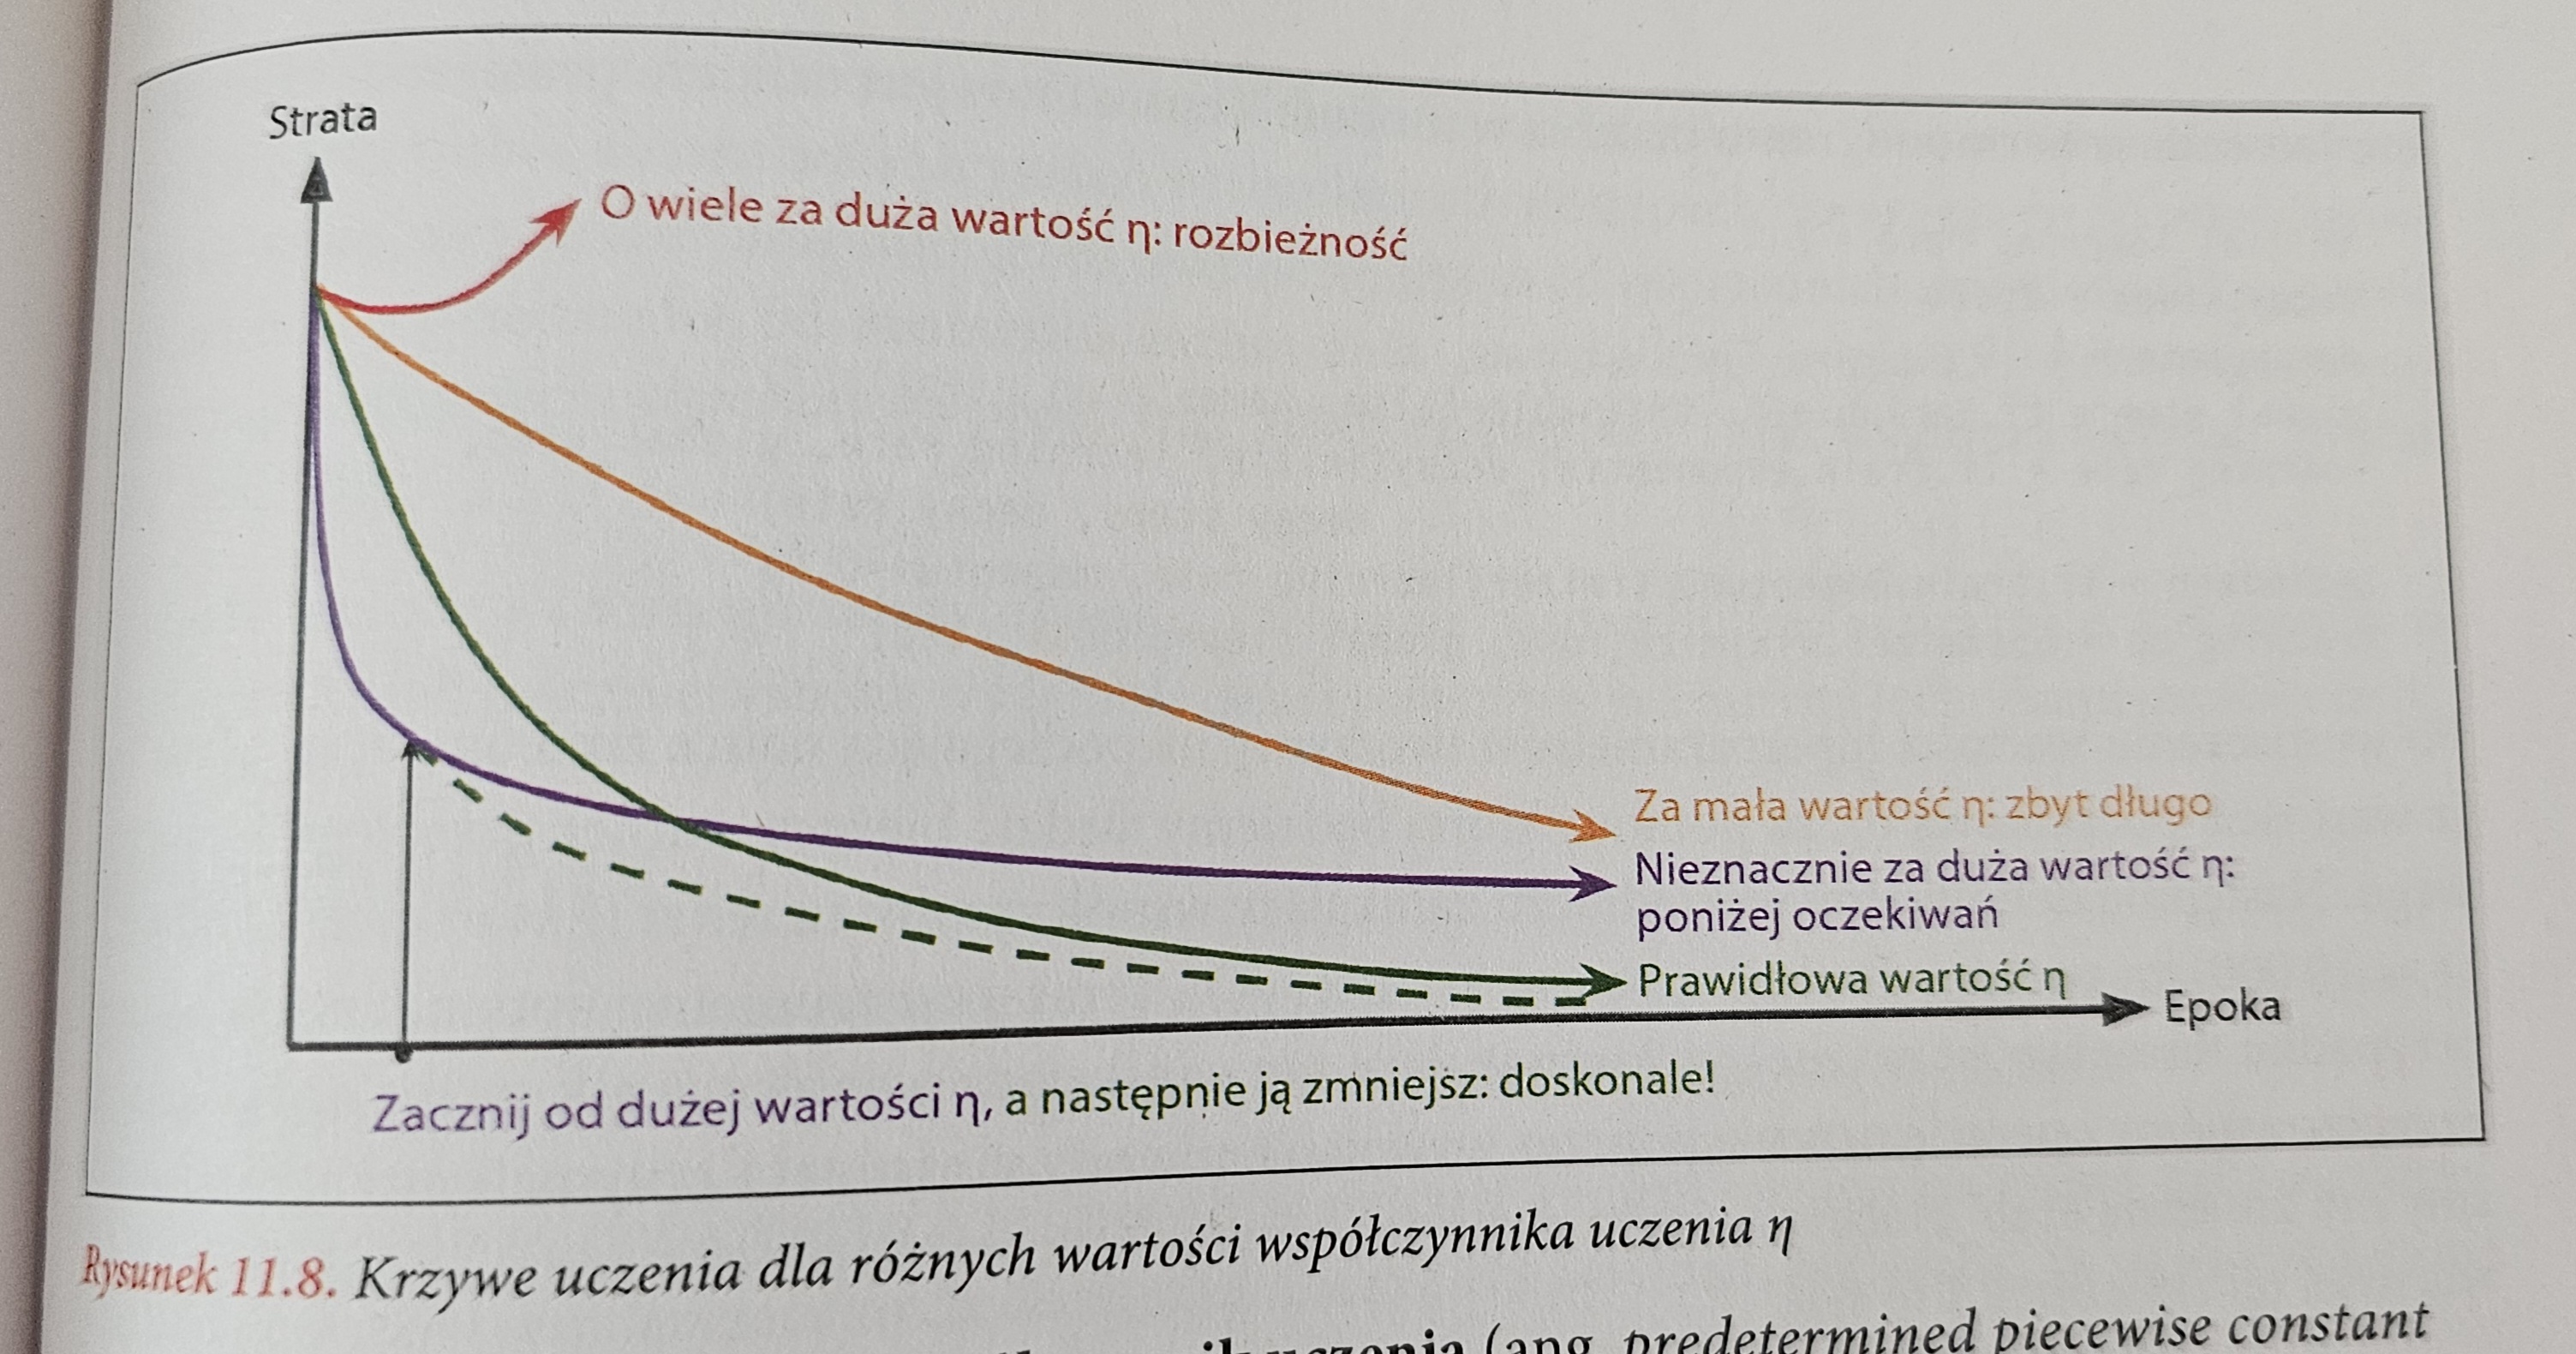 Strata
O wiele za duża wartość η: rozbieżność
Za mała wartość η: zbyt długo
Nieznacznie za duża wartość η:
poniżej oczekiwań
Prawidłowa wartość η
Epoka
Zacznij od dużej wartości η, a następnie ją zmniejsz: doskonale!
Rysunek 11.8. Krzywe uczenia dla różnych wartości współczynnika uczenia η
uczenia (ang. predetermined piecewise constant